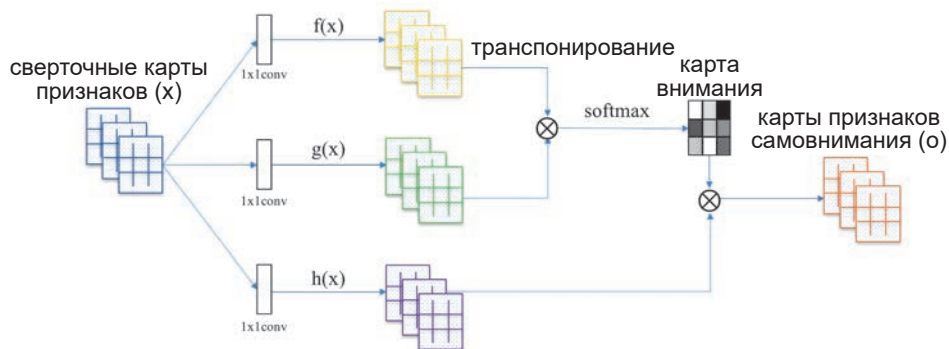 сверточные карты
признаков (x)
f(x)
1x1conv
транспонирование
g(x)
1x1conv
h(x)
1x1conv
softmax
карта
внимания
карты признаков
самовнимания (o)